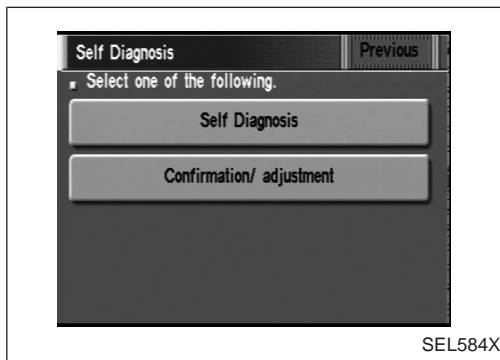 Self Diagnosis
Previous
Select one of the following.
Self Diagnosis
Confirmation/ adjustment
SEL584X